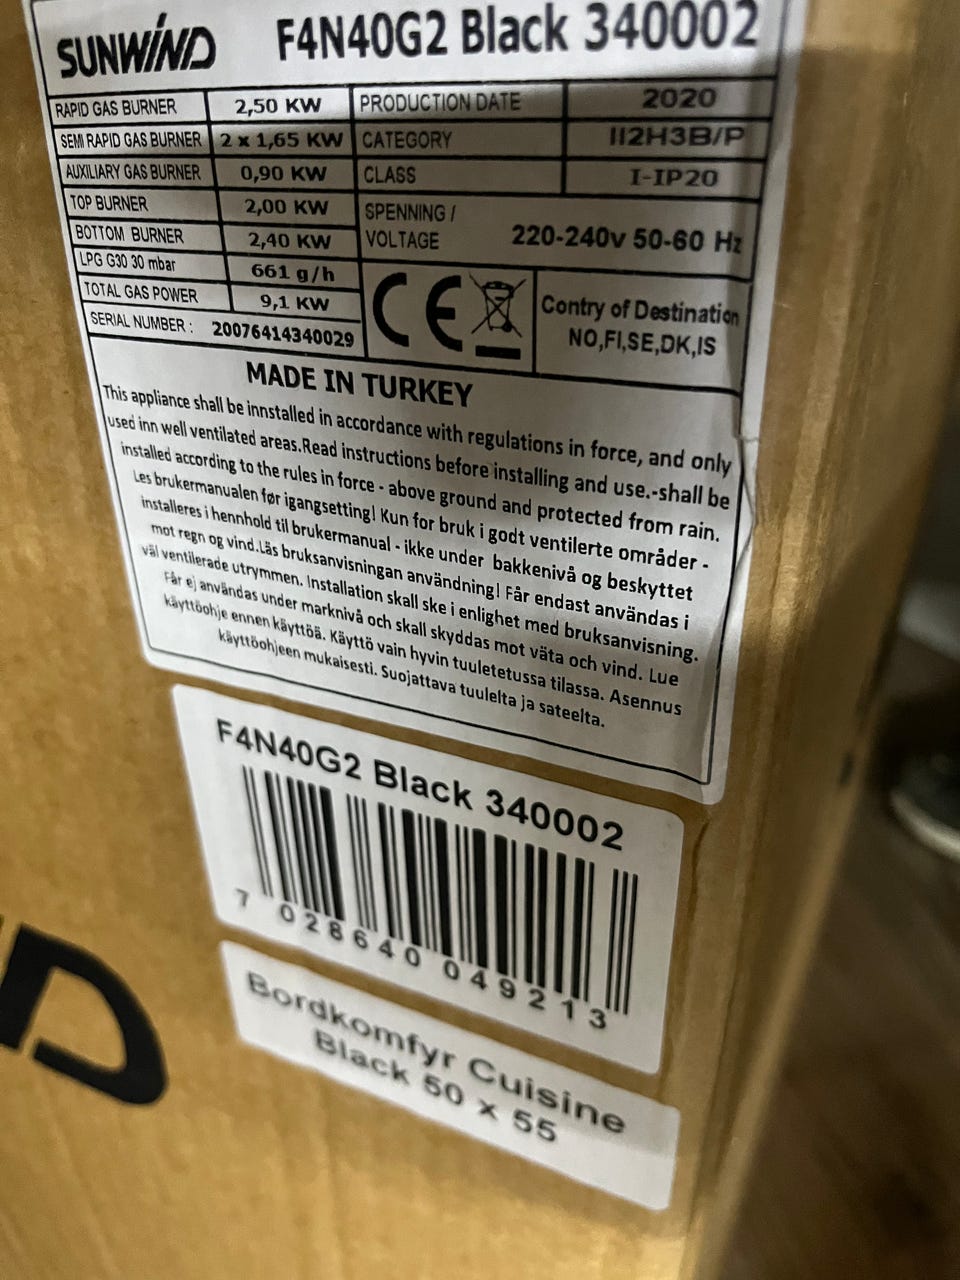 SUNWIND F4N40G2 Black 340002
RAPID GAS BURNER 2,50 KW PRODUCTION DATE 2020
SEMI RAPID GAS BURNER 2 x 1,65 KW CATEGORY II2H3B/P
AUXILIARY GAS BURNER 0,90 KW CLASS I-IP20
TOP BURNER 2,00 KW SPENNING /
BOTTOM BURNER 2,40 KW VOLTAGE 220-240v 50-60 Hz
LPG G30 30 mbar 661 g/h
TOTAL GAS POWER 9,1 KW
SERIAL NUMBER : 20076414340029
CE
Contry of Destination
NO,FI,SE,DK,IS
MADE IN TURKEY
This appliance shall be innstalled in accordance with regulations in force, and only
used inn well ventilated areas.Read instructions before installing and use.-shall be
installed according to the rules in force - above ground and protected from rain.
Les brukermanualen før igangsetting! Kun for bruk i godt ventilerte områder -
installeres i hennhold til brukermanual - ikke under bakkenivå og beskyttet
mot regn og vind.Läs bruksanvisningan användning! Får endast användas i
väl ventilerade utrymmen. Installation skall ske i enlighet med bruksanvisning.
Får ej användas under marknivå och skall skyddas mot väta och vind. Lue
käyttöohje ennen käyttöä. Käyttö vain hyvin tuuletetussa tilassa. Asennus
käyttöohjeen mukaisesti. Suojattava tuulelta ja sateelta.
F4N40G2 Black 340002
7 028640 049213
Bordkomfyr Cuisine
Black 50 x 55
D